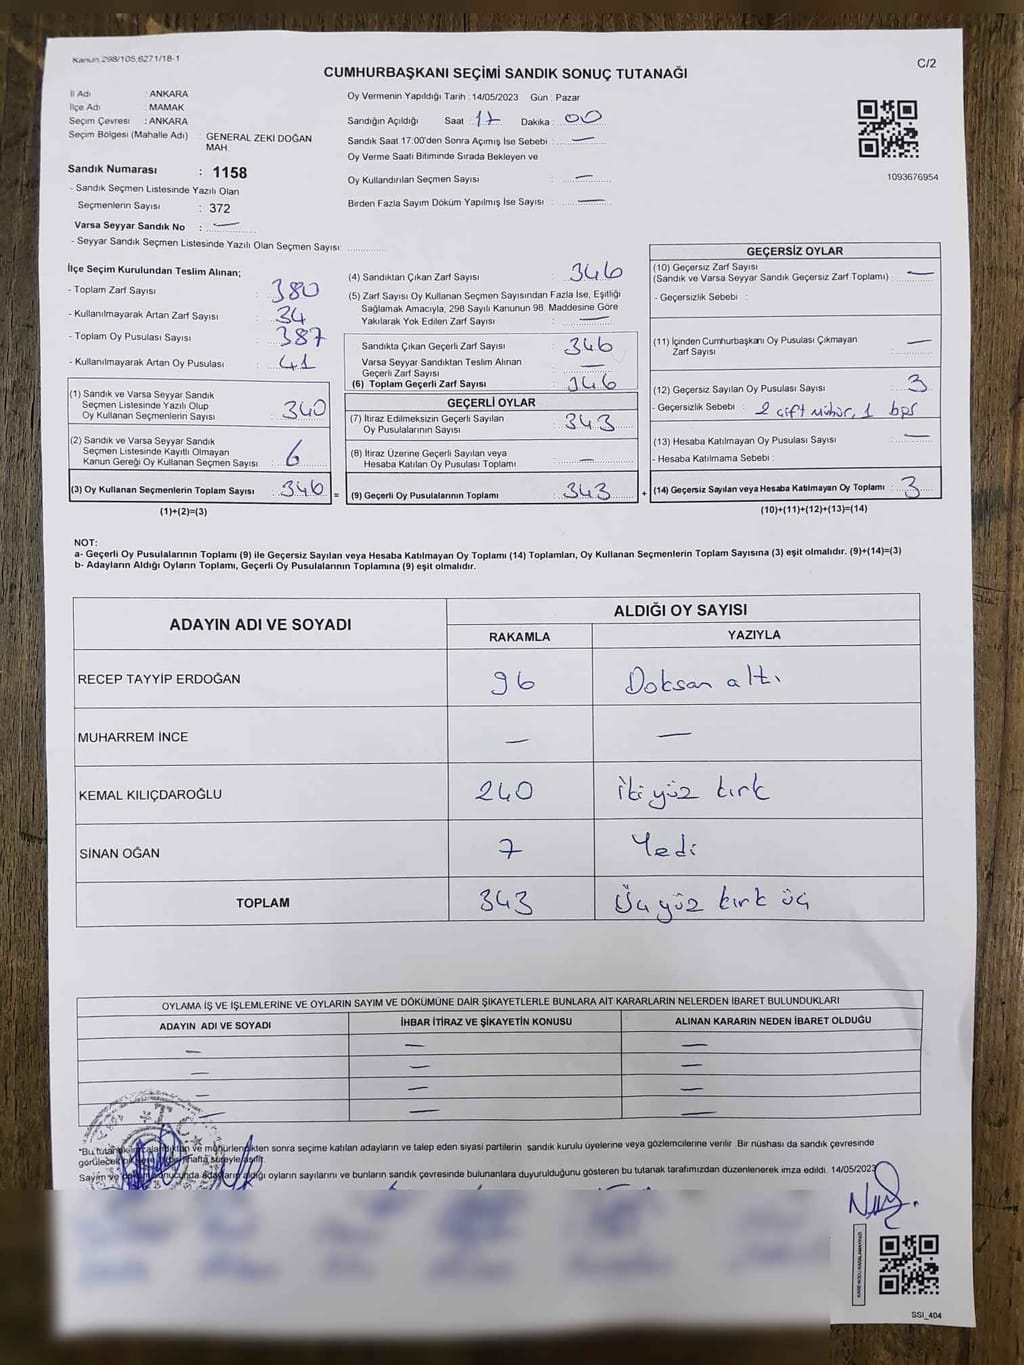 Kanun 298/105,6271/18-1
C/2
CUMHURBAŞKANI SEÇİMİ SANDIK SONUÇ TUTANAĞI
İl Adı : ANKARA
İlçe Adı : MAMAK
Seçim Çevresi : ANKARA
Seçim Bölgesi (Mahalle Adı) GENERAL ZEKİ DOĞAN
MAH
Sandık Numarası : 1158
- Sandık Seçmen Listesinde Yazılı Olan
Seçmenlerin Sayısı : 372
Varsa Seyyar Sandık No : —
- Seyyar Sandık Seçmen Listesinde Yazılı Olan Seçmen Sayısı:
Oy Vermenin Yapıldığı Tarih : 14/05/2023 Gün : Pazar
Sandığın Açıldığı Saat : 17 Dakika : 00
Sandık Saat 17:00'den Sonra Açılmış İse Sebebi : —
Oy Verme Saati Bitiminde Sırada Bekleyen ve
Oy Kullandırılan Seçmen Sayısı : —
Birden Fazla Sayım Döküm Yapılmış İse Sayısı : —
1093676954
İlçe Seçim Kurulundan Teslim Alınan;
- Toplam Zarf Sayısı : 380
- Kullanılmayarak Artan Zarf Sayısı : 34
- Toplam Oy Pusulası Sayısı : 387
- Kullanılmayarak Artan Oy Pusulası : 41
(1) Sandık ve Varsa Seyyar Sandık
Seçmen Listesinde Yazılı Olup
Oy Kullanan Seçmenlerin Sayısı : 340
(2) Sandık ve Varsa Seyyar Sandık
Seçmen Listesinde Kayıtlı Olmayan
Kanun Gereği Oy Kullanan Seçmen Sayısı : 6
(3) Oy Kullanan Seçmenlerin Toplam Sayısı : 346 =
(1)+(2)=(3)
(4) Sandıktan Çıkan Zarf Sayısı : 346
(5) Zarf Sayısı Oy Kullanan Seçmen Sayısından Fazla İse, Eşitliği
Sağlamak Amacıyla; 298 Sayılı Kanunun 98. Maddesine Göre
Yakılarak Yok Edilen Zarf Sayısı : —
Sandıkta Çıkan Geçerli Zarf Sayısı : 346
Varsa Seyyar Sandıktan Teslim Alınan
Geçerli Zarf Sayısı : —
(6) Toplam Geçerli Zarf Sayısı : 346
GEÇERLİ OYLAR
(7) İtiraz Edilmeksizin Geçerli Sayılan
Oy Pusulalarının Sayısı : 343
(8) İtiraz Üzerine Geçerli Sayılan veya
Hesaba Katılan Oy Pusulası Toplamı : —
(9) Geçerli Oy Pusulalarının Toplamı : 343 +
GEÇERSİZ OYLAR
(10) Geçersiz Zarf Sayısı
(Sandık ve Varsa Seyyar Sandık Geçersiz Zarf Toplamı) : —
- Geçersizlik Sebebi :
(11) İçinden Cumhurbaşkanı Oy Pusulası Çıkmayan
Zarf Sayısı : —
(12) Geçersiz Sayılan Oy Pusulası Sayısı : 3
- Geçersizlik Sebebi : 2 çift mühür, 1 boş
(13) Hesaba Katılmayan Oy Pusulası Sayısı : —
- Hesaba Katılmama Sebebi :
(14) Geçersiz Sayılan veya Hesaba Katılmayan Oy Toplamı : 3
(10)+(11)+(12)+(13)=(14)
NOT:
a- Geçerli Oy Pusulalarının Toplamı (9) ile Geçersiz Sayılan veya Hesaba Katılmayan Oy Toplamı (14) Toplamları, Oy Kullanan Seçmenlerin Toplam Sayısına (3) eşit olmalıdır. (9)+(14)=(3)
b- Adayların Aldığı Oyların Toplamı, Geçerli Oy Pusulalarının Toplamına (9) eşit olmalıdır.
ADAYIN ADI VE SOYADI
ALDIĞI OY SAYISI
RAKAMLA YAZIYLA
RECEP TAYYİP ERDOĞAN 96 Doksan altı
MUHARREM İNCE — —
KEMAL KILIÇDAROĞLU 240 İkiyüz kırk
SİNAN OĞAN 7 Yedi
TOPLAM 343 Üçyüz kırk üç
OYLAMA İŞ VE İŞLEMLERİNE VE OYLARIN SAYIM VE DÖKÜMÜNE DAİR ŞİKAYETLERLE BUNLARA AİT KARARLARIN NELERDEN İBARET BULUNDUKLARI
ADAYIN ADI VE SOYADI İHBAR İTİRAZ VE ŞİKAYETİN KONUSU ALINAN KARARIN NEDEN İBARET OLDUĞU
— — —
— — —
— — —
— — —
*Bu tutanak ve mühürlendikten sonra seçime katılan adayların ve talep eden siyasi partilerin sandık kurulu üyelerine veya gözlemcilerine verilir. Bir nüshası da sandık çevresinde
görülecek hafta süreyle asılır.
Sayım ve oyların sayılarını ve bunların sandık çevresinde bulunanlara duyurulduğunu gösteren bu tutanak tarafımızdan düzenlenerek imza edildi. 14/05/2023
KARE KODU KARALAMAYINIZ!
SSI_404